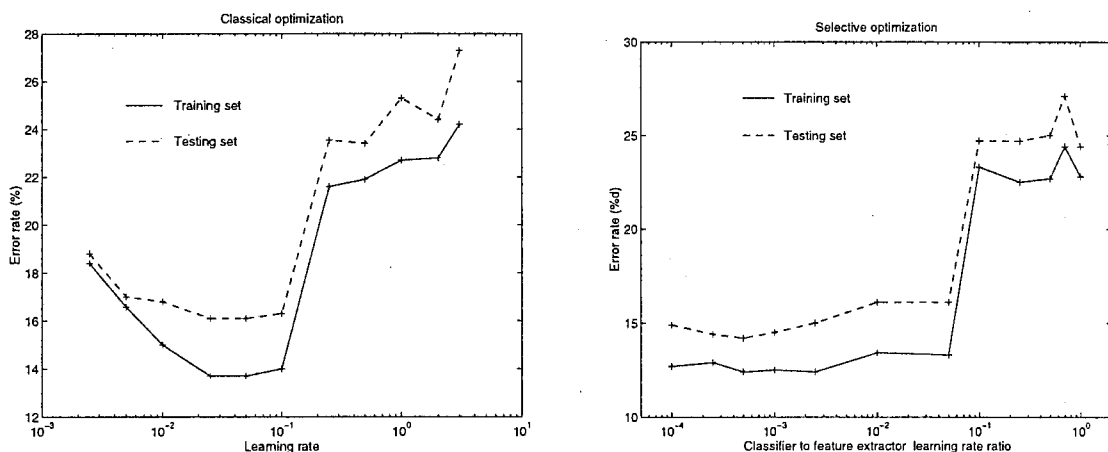 Classical optimization
28
26
24
22
20
18
16
14
12
Error rate (%)
Training set
Testing set
10^-3
10^-2
10^-1
10^0
10^1
Learning rate
Selective optimization
30
25
20
15
10
Error rate (%d)
Training set
Testing set
10^-4
10^-3
10^-2
10^-1
10^0
Classifier to feature extractor learning rate ratio